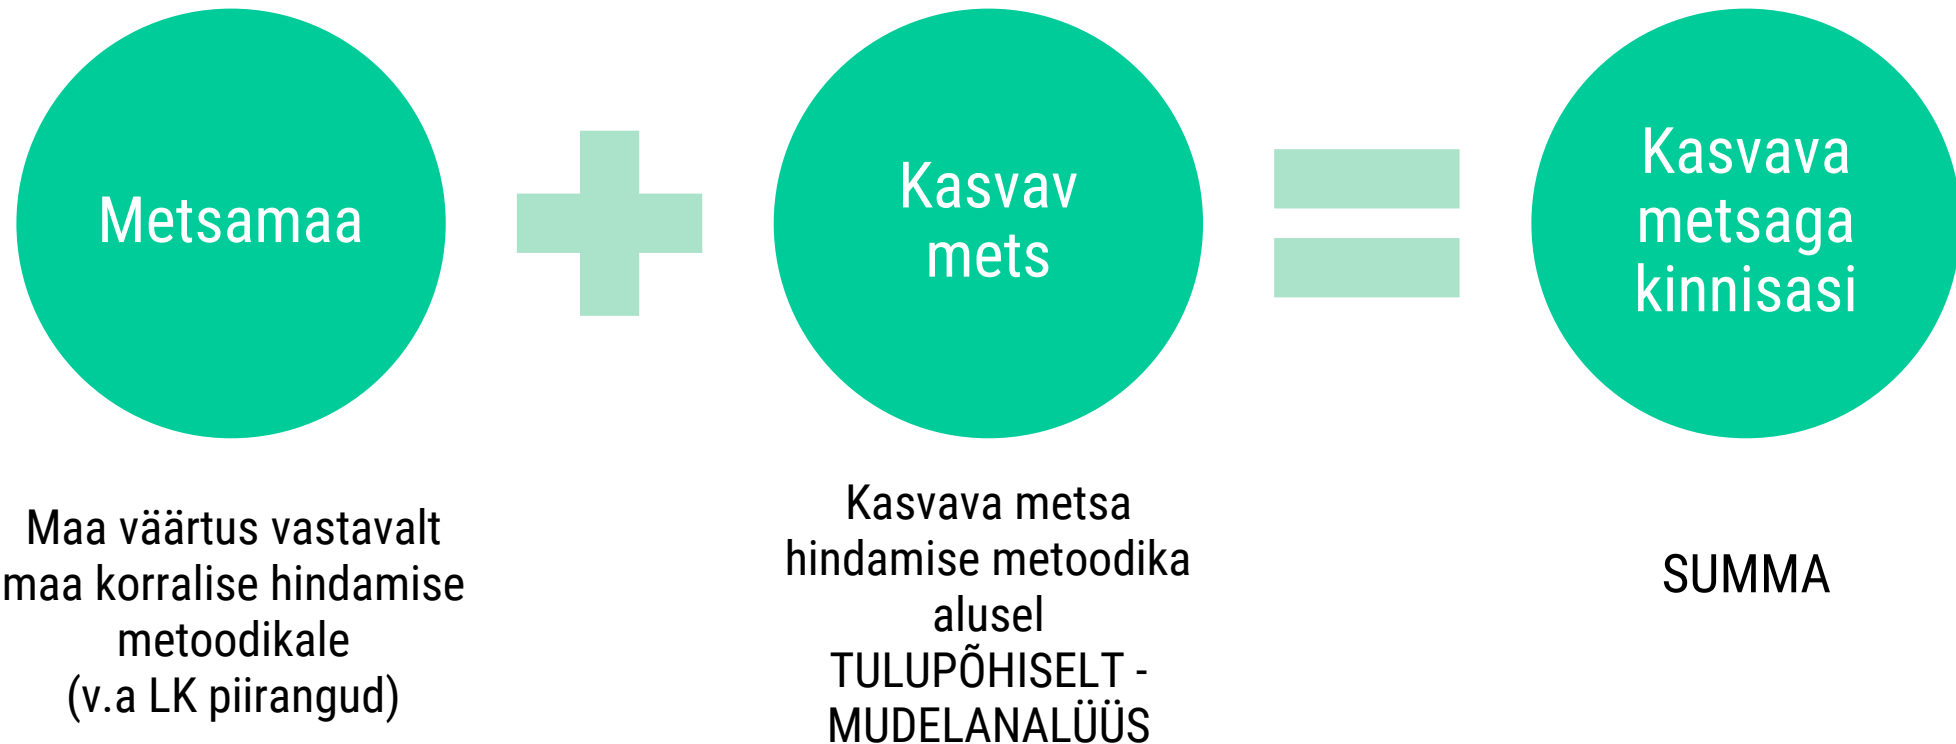 Metsamaa
Kasvav
mets
Kasvava
metsaga
kinnisasi
Maa väärtus vastavalt
maa korralise hindamise
metoodikale
(v.a LK piirangud)
Kasvava metsa
hindamise metoodika
alusel
TULUPÕHISELT -
MUDELANALÜÜS
SUMMA